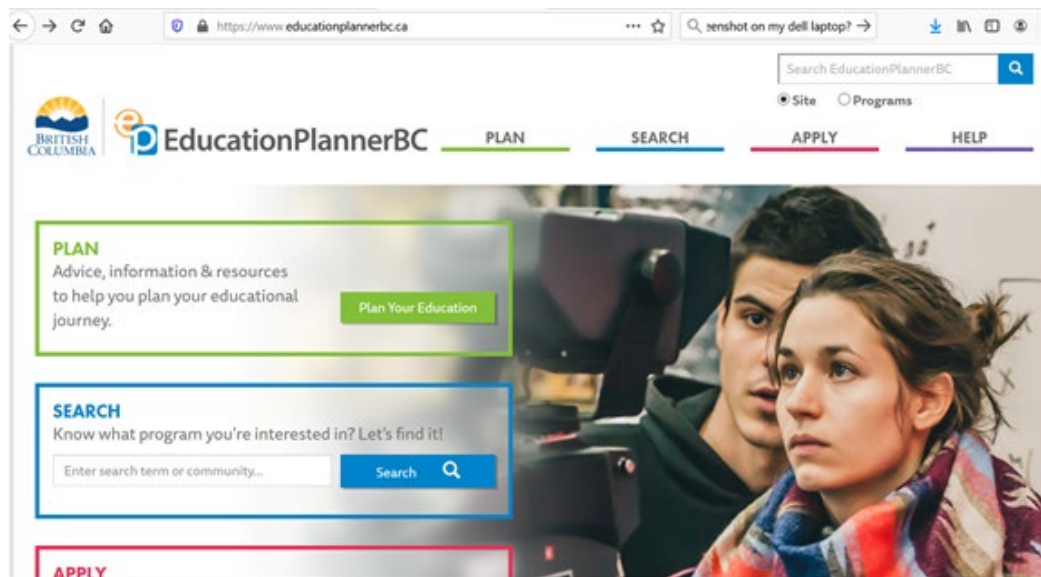 https://www.educationplannerbc.ca
enshot on my dell laptop?
Search EducationPlannerBC
Site Programs
BRITISH
COLUMBIA
ep EducationPlannerBC
PLAN SEARCH APPLY HELP
PLAN
Advice, information & resources
to help you plan your educational
journey.
Plan Your Education
SEARCH
Know what program you're interested in? Let's find it!
Enter search term or community...
Search
APPLY